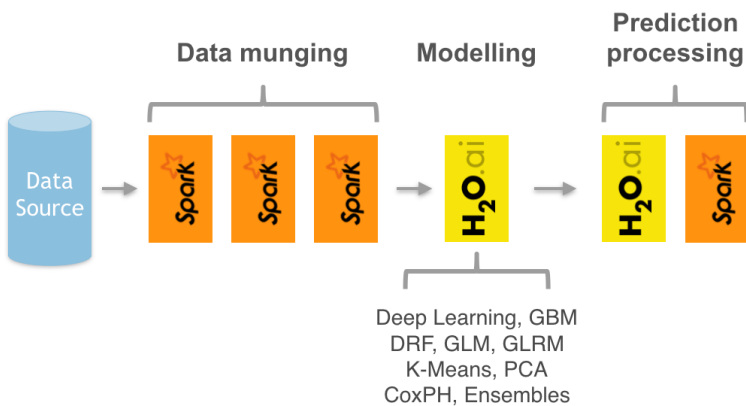 Data munging
Modelling
Prediction
processing
Data
Source
Spark
Spark
Spark
H2O.ai
H2O.ai
Spark
Deep Learning, GBM
DRF, GLM, GLRM
K-Means, PCA
CoxPH, Ensembles